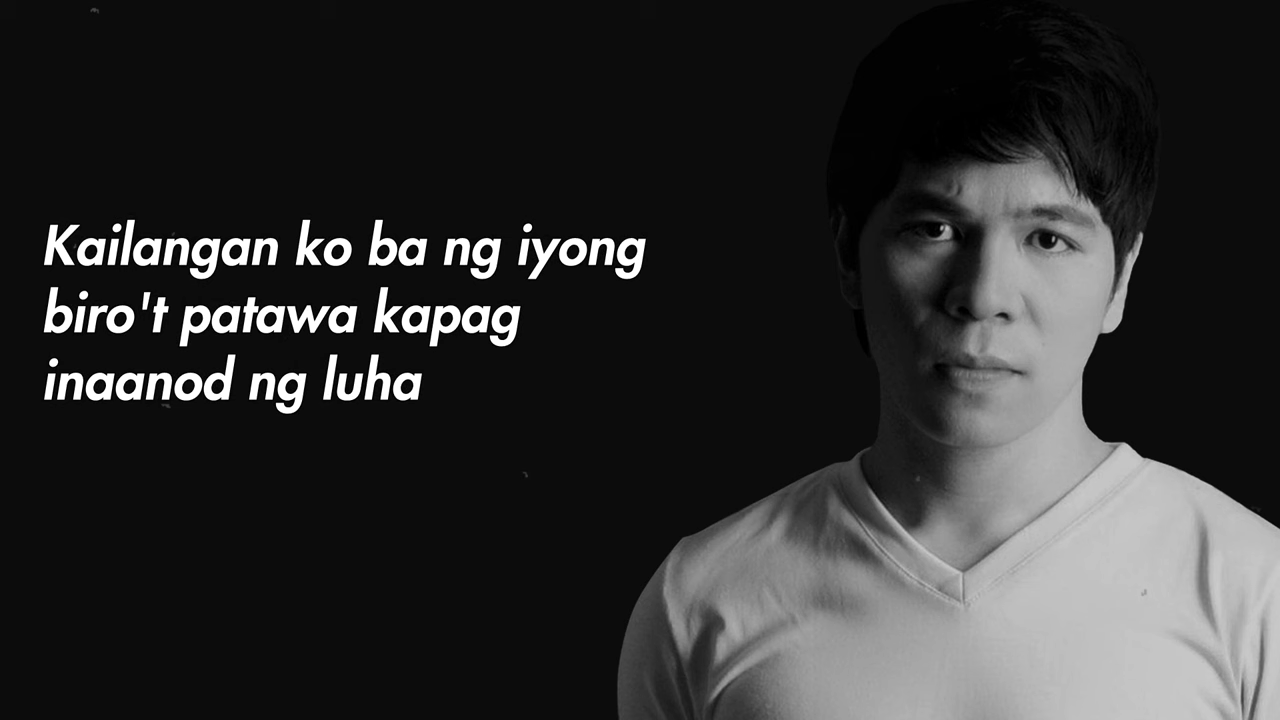 Kailangan ko ba ng iyong
biro't patawa kapag
inaanod ng luha